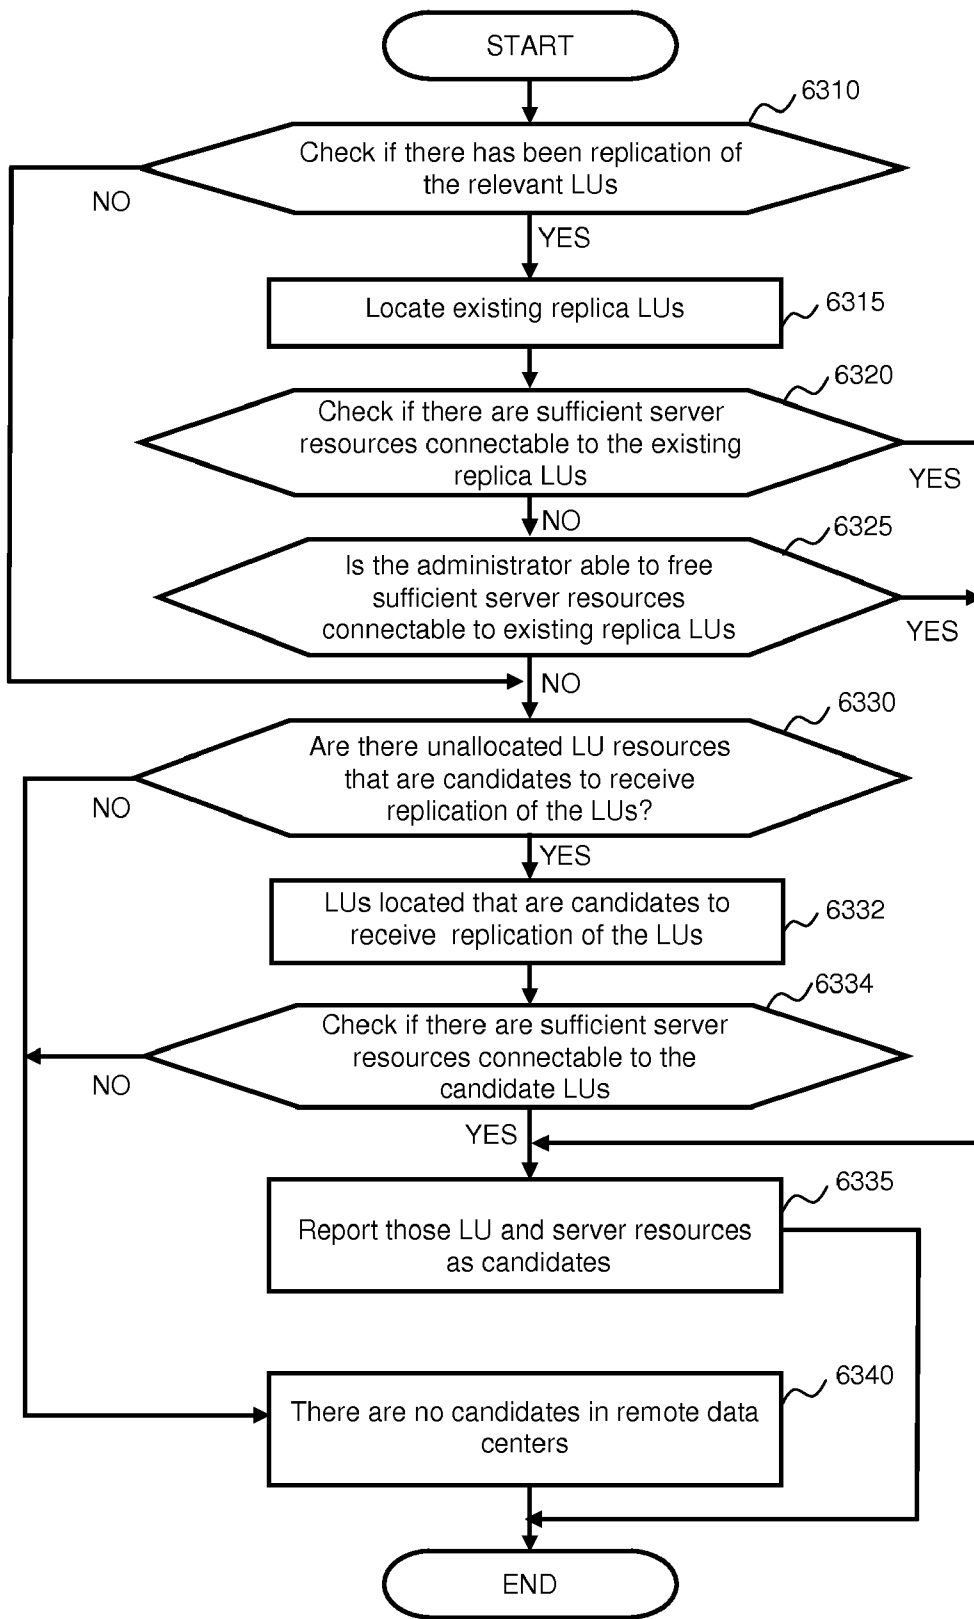 START
6310
Check if there has been replication of
the relevant LUs
NO
YES
Locate existing replica LUs
6315
6320
Check if there are sufficient server
resources connectable to the existing
replica LUs
YES
NO
6325
Is the administrator able to free
sufficient server resources
connectable to existing replica LUs
YES
NO
6330
Are there unallocated LU resources
that are candidates to receive
replication of the LUs?
NO
YES
LUs located that are candidates to
receive replication of the LUs
6332
6334
Check if there are sufficient server
resources connectable to the
candidate LUs
NO
YES
6335
Report those LU and server resources
as candidates
6340
There are no candidates in remote data
centers
END